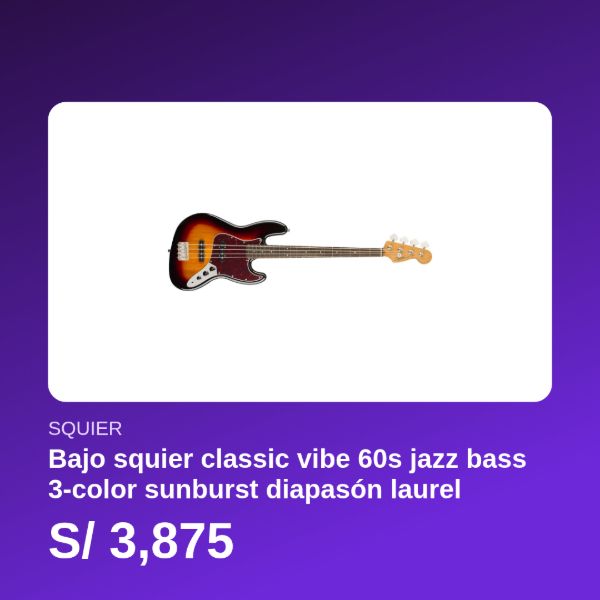 SQUIER
Bajo squier classic vibe 60s jazz bass
3-color sunburst diapasón laurel
S/ 3,875